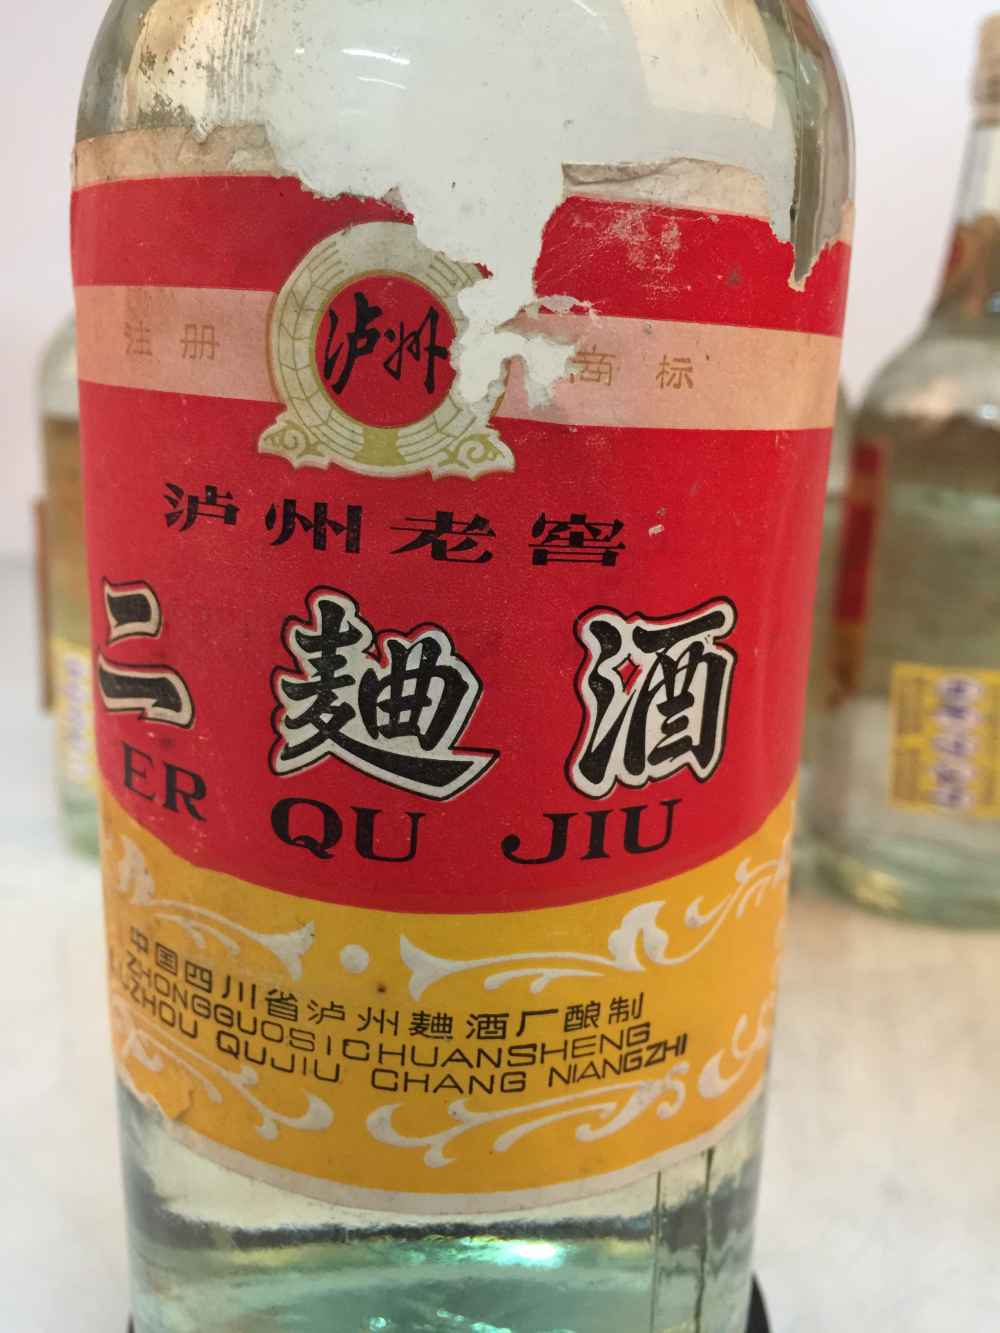 泸州
注册 商标
泸州老窖
二麯酒
ER QU JIU
中国四川省泸州麯酒厂酿制
ZHONGGUOSICHUANSHENG
LUZHOU QUJIU CHANG NIANGZHI